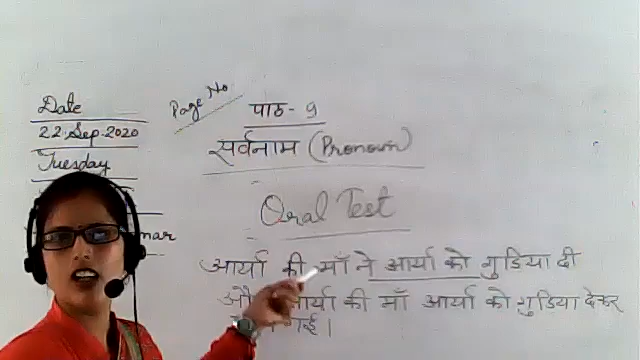 Date
22.Sep.2020
Tuesday
Page No
पाठ- 9
सर्वनाम (Pronoun)
Oral Test
आर्या की माँ ने आर्या को गुडिया दी
की माँ आर्या को गुडिया देकर